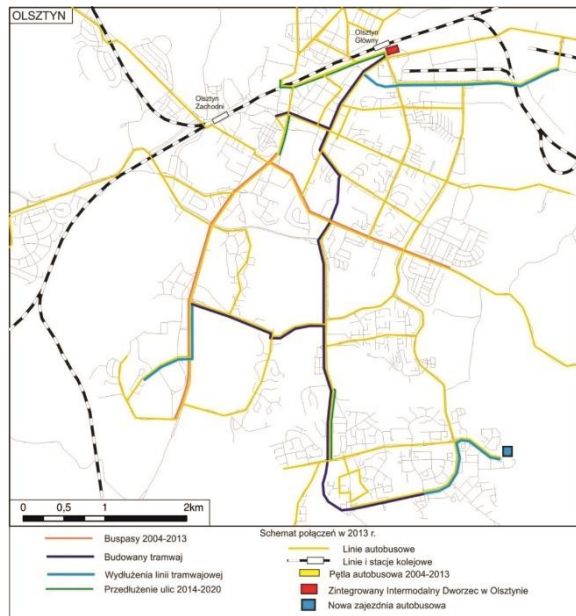 OLSZTYN
Olsztyn
Główny
Olsztyn
Zachodni
0 0,5 1 2km
Buspasy 2004-2013
Budowany tramwaj
Wydłużenia linii tramwajowej
Przedłużenie ulic 2014-2020
Schemat połączeń w 2013 r.
Linie autobusowe
Linie i stacje kolejowe
Pętla autobusowa 2004-2013
Zintegrowany Intermodalny Dworzec w Olsztynie
Nowa zajezdnia autobusowa